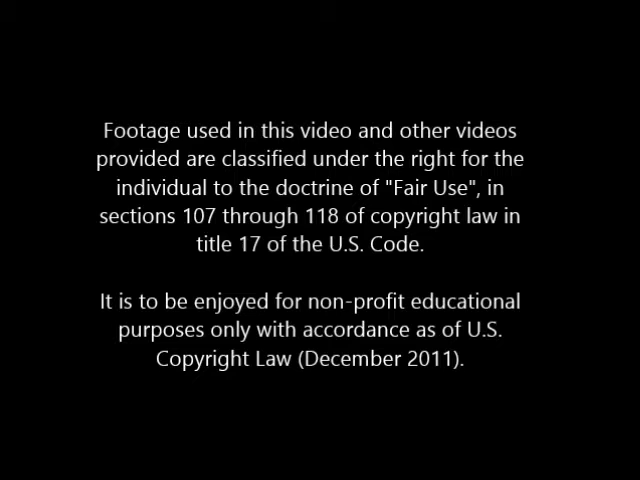 Footage used in this video and other videos
provided are classified under the right for the
individual to the doctrine of "Fair Use", in
sections 107 through 118 of copyright law in
title 17 of the U.S. Code.
It is to be enjoyed for non-profit educational
purposes only with accordance as of U.S.
Copyright Law (December 2011).